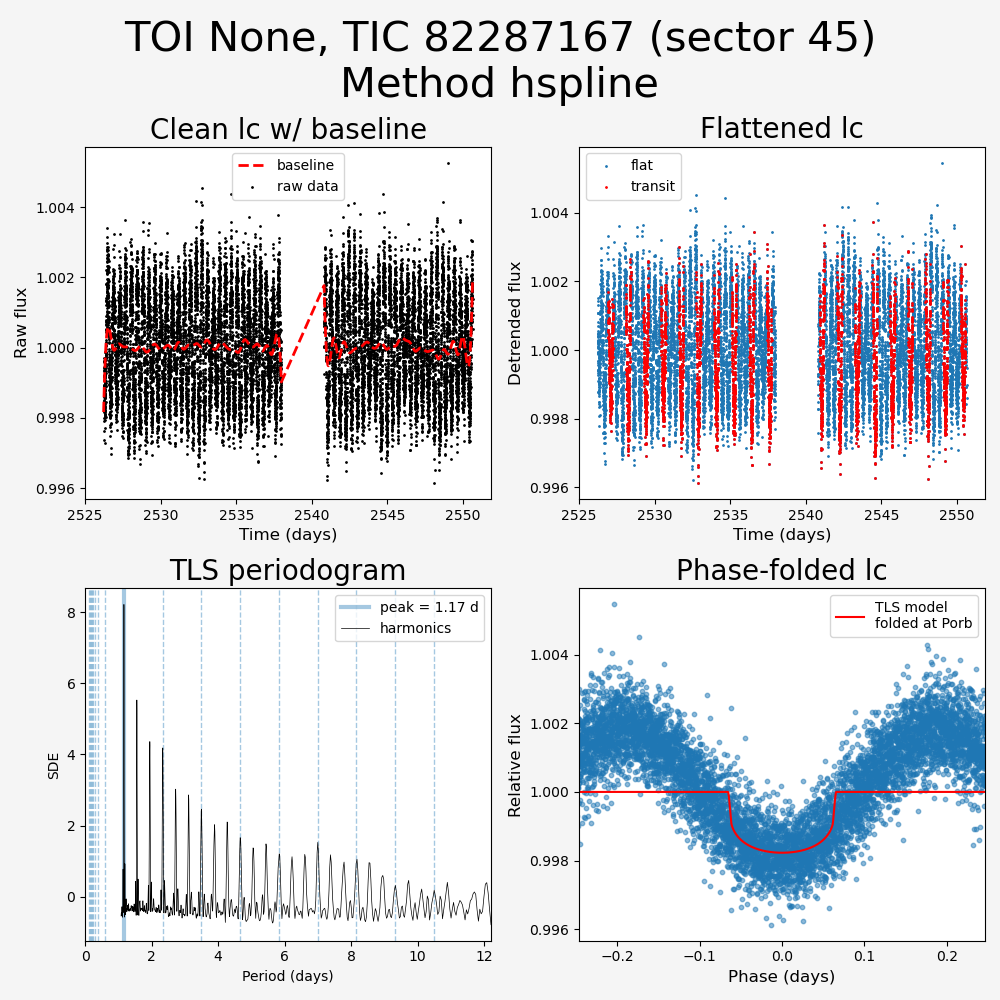 TOI None, TIC 82287167 (sector 45)
Method hspline
Clean lc w/ baseline
baseline
raw data
1.004
1.002
1.000
0.998
0.996
Raw flux
2525 2530 2535 2540 2545 2550
Time (days)
Flattened lc
flat
transit
1.004
1.002
1.000
0.998
0.996
Detrended flux
2525 2530 2535 2540 2545 2550
Time (days)
TLS periodogram
peak = 1.17 d
harmonics
8
6
4
2
0
SDE
0 2 4 6 8 10 12
Period (days)
Phase-folded lc
TLS model
folded at Porb
1.004
1.002
1.000
0.998
0.996
Relative flux
−0.2 −0.1 0.0 0.1 0.2
Phase (days)